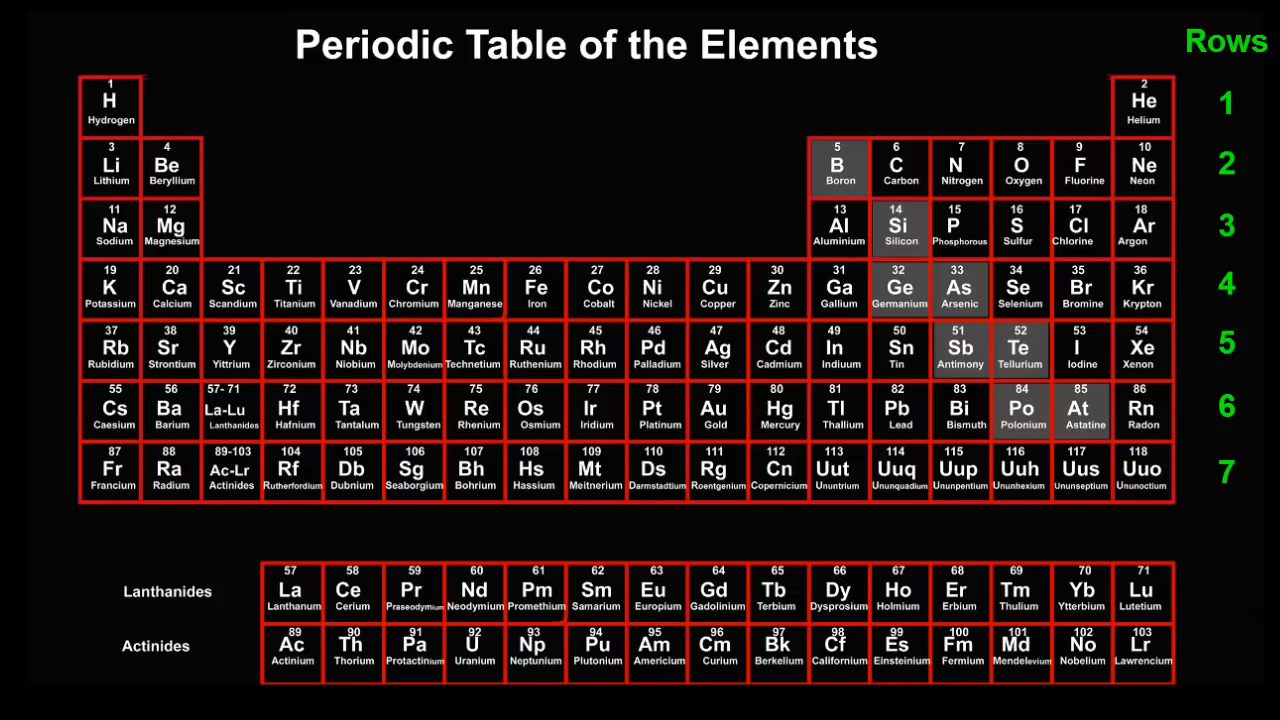 Periodic Table of the Elements
Rows
1 2
H He 1
Hydrogen Helium
3 4 5 6 7 8 9 10
Li Be B C N O F Ne 2
Lithium Beryllium Boron Carbon Nitrogen Oxygen Fluorine Neon
11 12 13 14 15 16 17 18
Na Mg Al Si P S Cl Ar 3
Sodium Magnesium Aluminium Silicon Phosphorous Sulfur Chlorine Argon
19 20 21 22 23 24 25 26 27 28 29 30 31 32 33 34 35 36
K Ca Sc Ti V Cr Mn Fe Co Ni Cu Zn Ga Ge As Se Br Kr 4
Potassium Calcium Scandium Titanium Vanadium Chromium Manganese Iron Cobalt Nickel Copper Zinc Gallium Germanium Arsenic Selenium Bromine Krypton
37 38 39 40 41 42 43 44 45 46 47 48 49 50 51 52 53 54
Rb Sr Y Zr Nb Mo Tc Ru Rh Pd Ag Cd In Sn Sb Te I Xe 5
Rubidium Strontium Yittrium Zirconium Niobium Molybdenium Technetium Ruthenium Rhodium Palladium Silver Cadmium Indiuum Tin Antimony Tellurium Iodine Xenon
55 56 57- 71 72 73 74 75 76 77 78 79 80 81 82 83 84 85 86
Cs Ba La-Lu Hf Ta W Re Os Ir Pt Au Hg Tl Pb Bi Po At Rn 6
Caesium Barium Lanthanides Hafnium Tantalum Tungsten Rhenium Osmium Iridium Platinum Gold Mercury Thallium Lead Bismuth Polonium Astatine Radon
87 88 89-103 104 105 106 107 108 109 110 111 112 113 114 115 116 117 118
Fr Ra Ac-Lr Rf Db Sg Bh Hs Mt Ds Rg Cn Uut Uuq Uup Uuh Uus Uuo 7
Francium Radium Actinides Rutherfordium Dubnium Seaborgium Bohrium Hassium Meitnerium Darmstadtium Roentgenium Copernicium Ununtrium Ununquadium Ununpentium Ununhexium Ununseptium Ununoctium
57 58 59 60 61 62 63 64 65 66 67 68 69 70 71
Lanthanides La Ce Pr Nd Pm Sm Eu Gd Tb Dy Ho Er Tm Yb Lu
Lanthanum Cerium Praseodymium Neodymium Promethium Samarium Europium Gadolinium Terbium Dysprosium Holmium Erbium Thulium Ytterbium Lutetium
89 90 91 92 93 94 95 96 97 98 99 100 101 102 103
Actinides Ac Th Pa U Np Pu Am Cm Bk Cf Es Fm Md No Lr
Actinium Thorium Protactinium Uranium Neptunium Plutonium Americium Curium Berkelium Californium Einsteinium Fermium Mendelevium Nobelium Lawrencium